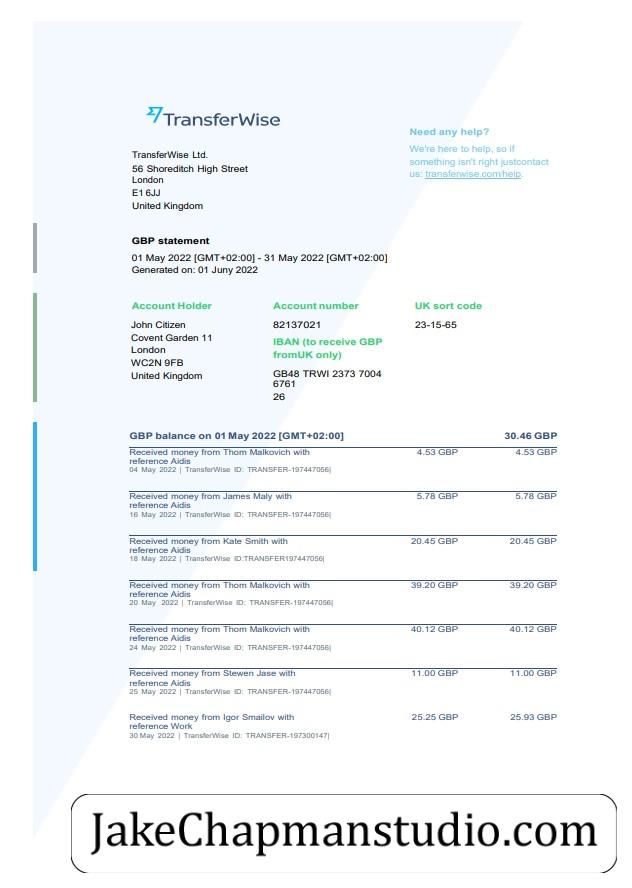 TransferWise
Need any help?
We're here to help, so if
something isn't right justcontact
us: transferwise.com/help.
TransferWise Ltd.
56 Shoreditch High Street
London
E1 6JJ
United Kingdom
GBP statement
01 May 2022 [GMT+02:00] - 31 May 2022 [GMT+02:00]
Generated on: 01 Juny 2022
Account Holder
John Citizen
Covent Garden 11
London
WC2N 9FB
United Kingdom
Account number
82137021
IBAN (to receive GBP
fromUK only)
GB48 TRWI 2373 7004
6761
26
UK sort code
23-15-65
GBP balance on 01 May 2022 [GMT+02:00] 30.46 GBP
Received money from Thom Malkovich with 4.53 GBP 4.53 GBP
reference Aidis
04 May 2022 | TransferWise ID: TRANSFER-197447056|
Received money from James Maly with 5.78 GBP 5.78 GBP
reference Aidis
16 May 2022 | TransferWise ID: TRANSFER-197447056|
Received money from Kate Smith with 20.45 GBP 20.45 GBP
reference Aidis
18 May 2022 | TransferWise ID:TRANSFER197447056|
Received money from Thom Malkovich with 39.20 GBP 39.20 GBP
reference Aidis
20 May 2022 | TransferWise ID: TRANSFER-197447056|
Received money from Thom Malkovich with 40.12 GBP 40.12 GBP
reference Aidis
24 May 2022 | TransferWise ID: TRANSFER-197447056|
Received money from Stewen Jase with 11.00 GBP 11.00 GBP
reference Aidis
25 May 2022 | TransferWise ID: TRANSFER-197447056|
Received money from Igor Smailov with 25.25 GBP 25.93 GBP
reference Work
30 May 2022 | TransferWise ID: TRANSFER-197300147|
JakeChapmanstudio.com